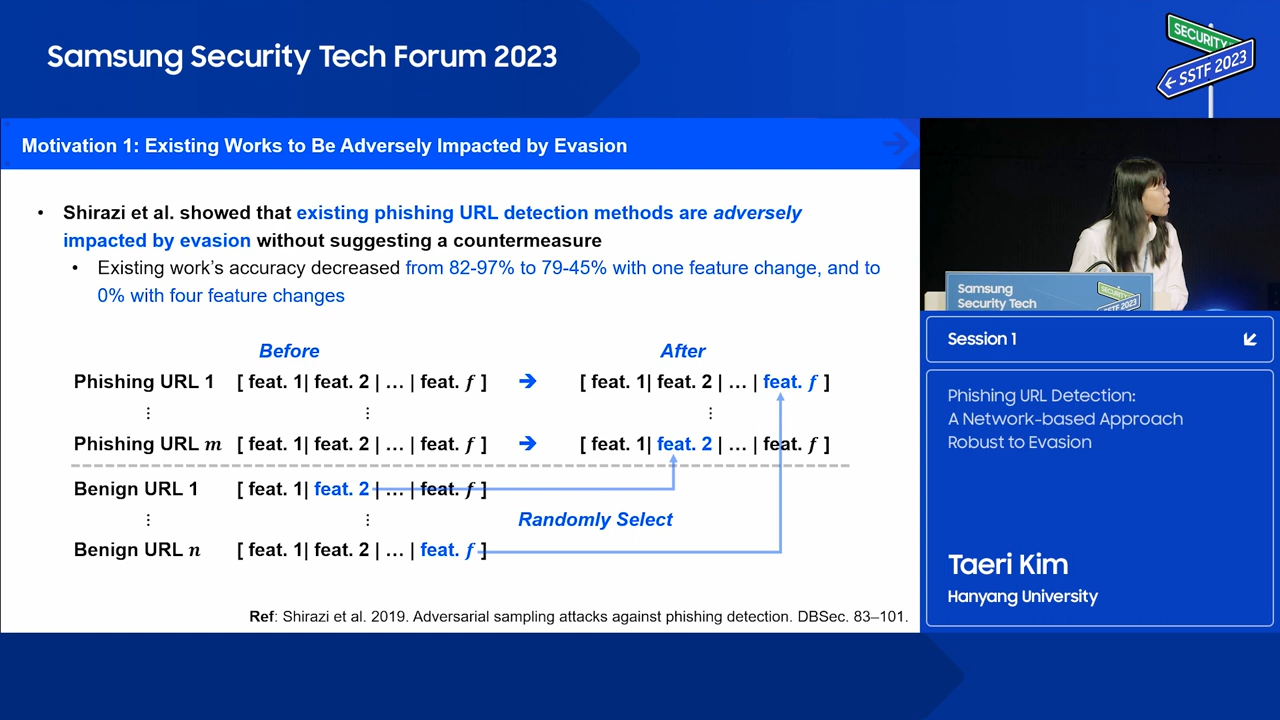 Samsung Security Tech Forum 2023
SECURITY
← SSTF 2023
Motivation 1: Existing Works to Be Adversely Impacted by Evasion
• Shirazi et al. showed that existing phishing URL detection methods are adversely
impacted by evasion without suggesting a countermeasure
• Existing work's accuracy decreased from 82-97% to 79-45% with one feature change, and to
0% with four feature changes
Before After
Phishing URL 1 [ feat. 1| feat. 2 | … | feat. f ] ➔ [ feat. 1| feat. 2 | … | feat. f ]
⋮ ⋮ ⋮
Phishing URL m [ feat. 1| feat. 2 | … | feat. f ] ➔ [ feat. 1| feat. 2 | … | feat. f ]
Benign URL 1 [ feat. 1| feat. 2 | … | feat. f ]
⋮ ⋮ Randomly Select
Benign URL n [ feat. 1| feat. 2 | … | feat. f ]
Ref: Shirazi et al. 2019. Adversarial sampling attacks against phishing detection. DBSec. 83–101.
Samsung
Security Tech
SECURITY
SSTF 2023
Session 1
Phishing URL Detection:
A Network-based Approach
Robust to Evasion
Taeri Kim
Hanyang University